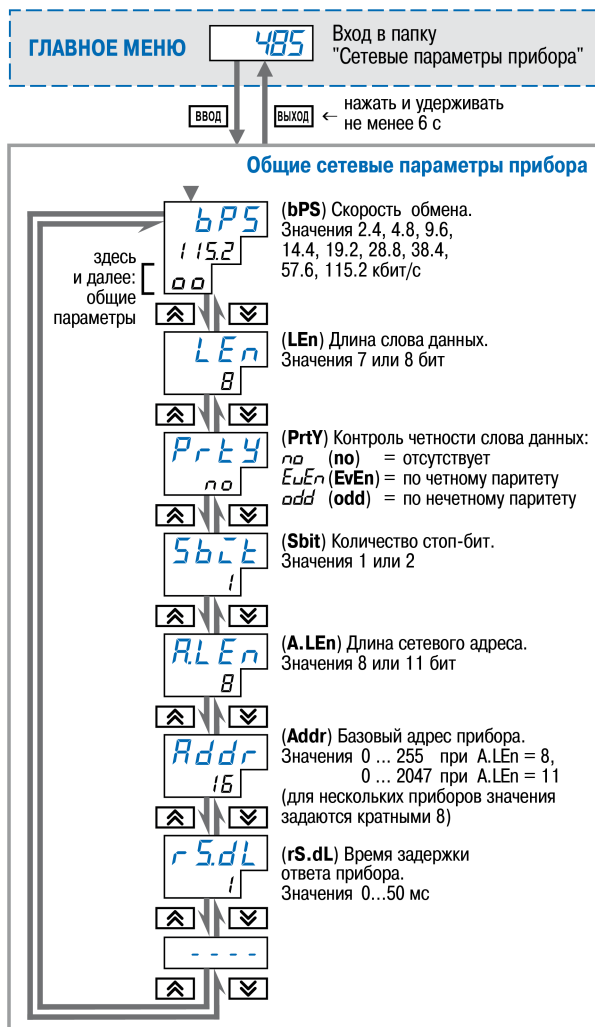 ГЛАВНОЕ МЕНЮ
485
Вход в папку
"Сетевые параметры прибора"
ВВОД
ВЫХОД
← нажать и удерживать
не менее 6 с
Общие сетевые параметры прибора
bPS
115.2
oo
здесь
и далее:
общие
параметры
(bPS) Скорость обмена.
Значения 2.4, 4.8, 9.6,
14.4, 19.2, 28.8, 38.4,
57.6, 115.2 кбит/с
LEn
8
(LEn) Длина слова данных.
Значения 7 или 8 бит
PrtY
no
(PrtY) Контроль четности слова данных:
no (no) = отсутствует
EvEn (EvEn) = по четному паритету
odd (odd) = по нечетному паритету
Sbit
1
(Sbit) Количество стоп-бит.
Значения 1 или 2
A.LEn
8
(A.LEn) Длина сетевого адреса.
Значения 8 или 11 бит
Addr
16
(Addr) Базовый адрес прибора.
Значения 0 ... 255 при A.LEn = 8,
0 ... 2047 при A.LEn = 11
(для нескольких приборов значения
задаются кратными 8)
rS.dL
1
(rS.dL) Время задержки
ответа прибора.
Значения 0...50 мс
- - - -